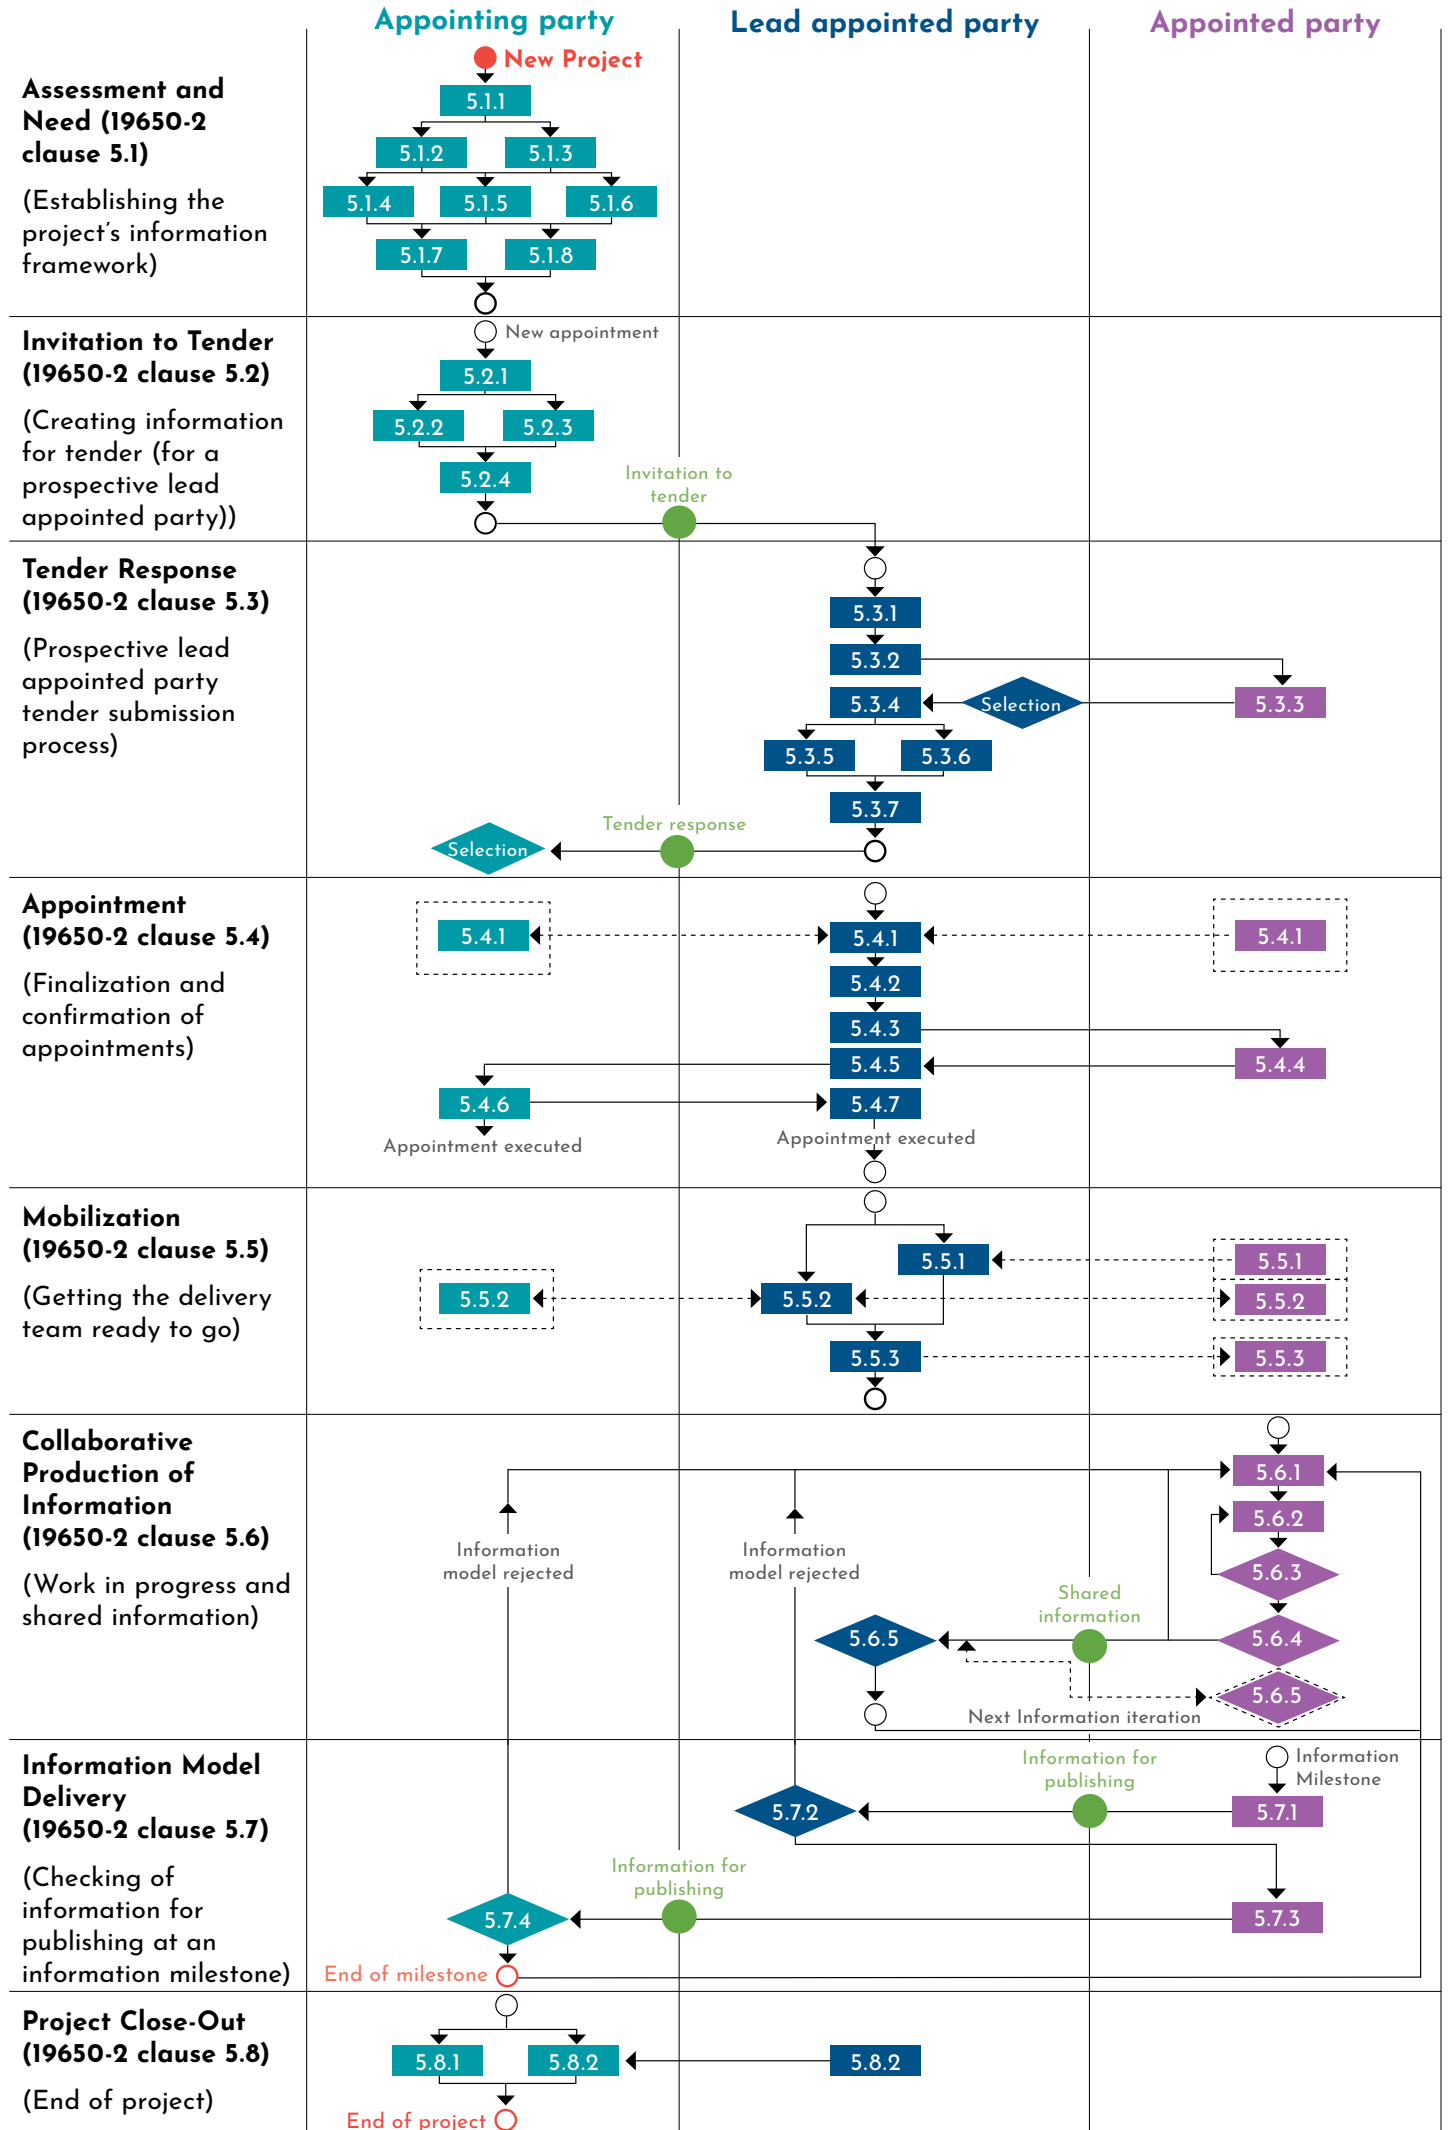 Appointing party
Lead appointed party
Appointed party
Assessment and
Need (19650-2
clause 5.1)
(Establishing the
project's information
framework)
New Project
5.1.1
5.1.2
5.1.3
5.1.4
5.1.5
5.1.6
5.1.7
5.1.8
Invitation to Tender
(19650-2 clause 5.2)
(Creating information
for tender (for a
prospective lead
appointed party))
New appointment
5.2.1
5.2.2
5.2.3
5.2.4
Invitation to
tender
Tender Response
(19650-2 clause 5.3)
(Prospective lead
appointed party
tender submission
process)
5.3.1
5.3.2
5.3.4
Selection
5.3.3
5.3.5
5.3.6
5.3.7
Tender response
Selection
Appointment
(19650-2 clause 5.4)
(Finalization and
confirmation of
appointments)
5.4.1
5.4.1
5.4.1
5.4.2
5.4.3
5.4.5
5.4.4
5.4.6
5.4.7
Appointment executed
Appointment executed
Mobilization
(19650-2 clause 5.5)
(Getting the delivery
team ready to go)
5.5.1
5.5.1
5.5.2
5.5.2
5.5.2
5.5.3
5.5.3
Collaborative
Production of
Information
(19650-2 clause 5.6)
(Work in progress and
shared information)
5.6.1
5.6.2
Information
model rejected
Information
model rejected
5.6.3
Shared
information
5.6.5
5.6.4
5.6.5
Next Information iteration
Information Model
Delivery
(19650-2 clause 5.7)
(Checking of
information for
publishing at an
information milestone)
Information for
publishing
Information
Milestone
5.7.2
5.7.1
Information for
publishing
5.7.4
5.7.3
End of milestone
Project Close-Out
(19650-2 clause 5.8)
(End of project)
5.8.1
5.8.2
5.8.2
End of project